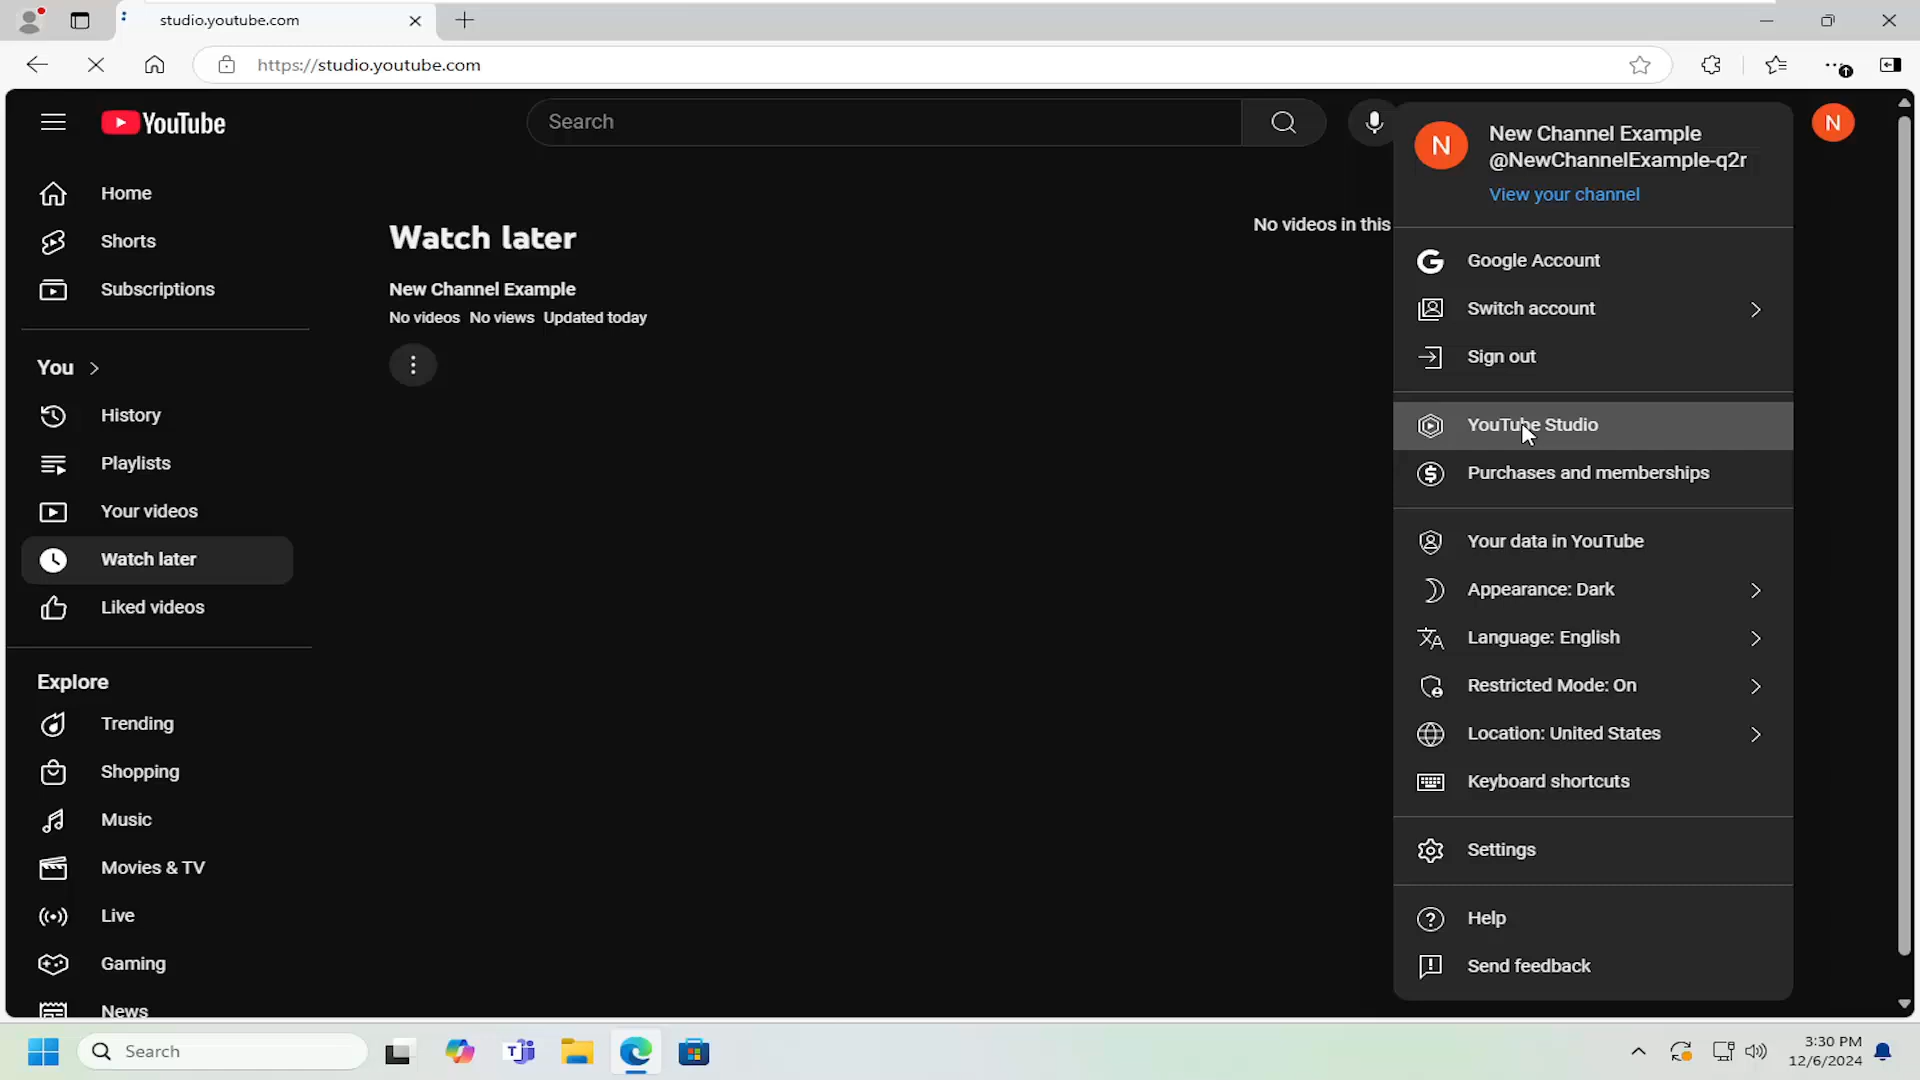 studio.youtube.com
https://studio.youtube.com
YouTube
Search
N
New Channel Example
@NewChannelExample-q2r
View your channel
N
Home
Shorts
Subscriptions
You
History
Playlists
Your videos
Watch later
Liked videos
Explore
Trending
Shopping
Music
Movies & TV
Live
Gaming
News
Watch later
New Channel Example
No videos No views Updated today
No videos in this
Google Account
Switch account
Sign out
YouTube Studio
Purchases and memberships
Your data in YouTube
Appearance: Dark
Language: English
Restricted Mode: On
Location: United States
Keyboard shortcuts
Settings
Help
Send feedback
Search
3:30 PM
12/6/2024